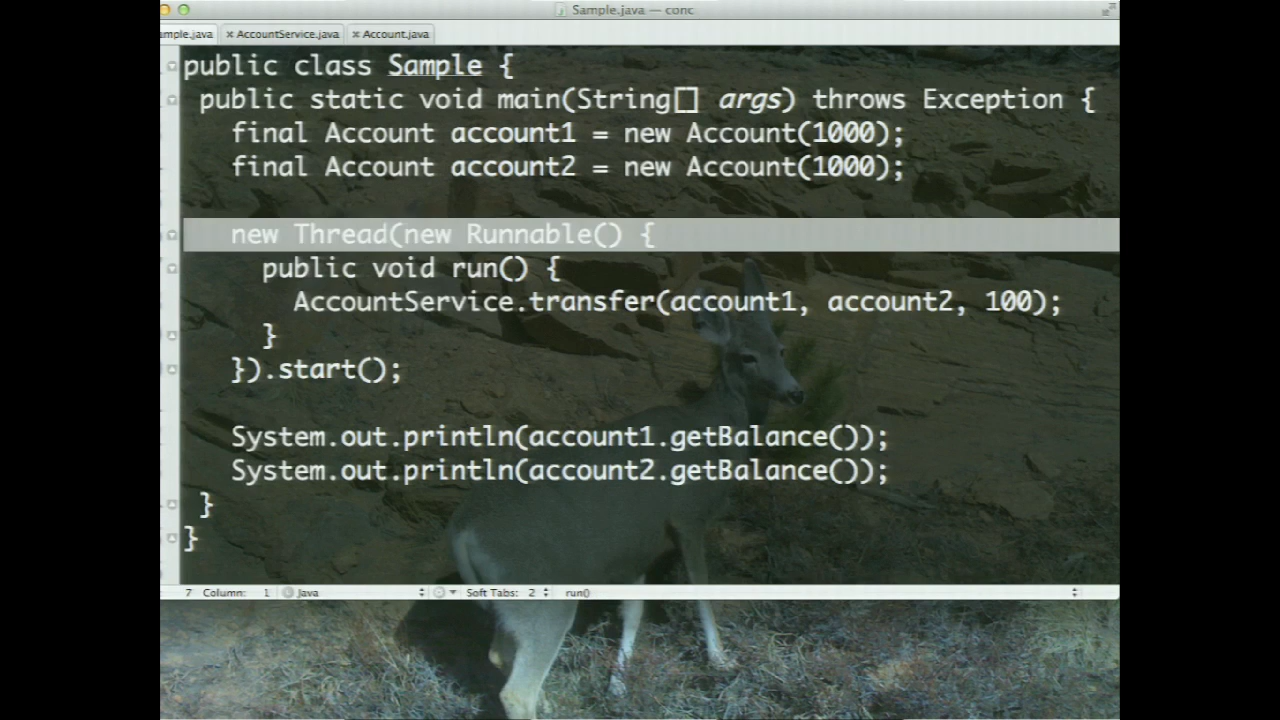 Sample.java — conc
mple.java
AccountService.java
Account.java
public class Sample {
public static void main(String[] args) throws Exception {
final Account account1 = new Account(1000);
final Account account2 = new Account(1000);
new Thread(new Runnable() {
public void run() {
AccountService.transfer(account1, account2, 100);
}
}).start();
System.out.println(account1.getBalance());
System.out.println(account2.getBalance());
}
}
7 Column: 1 Java Soft Tabs: 2 run()